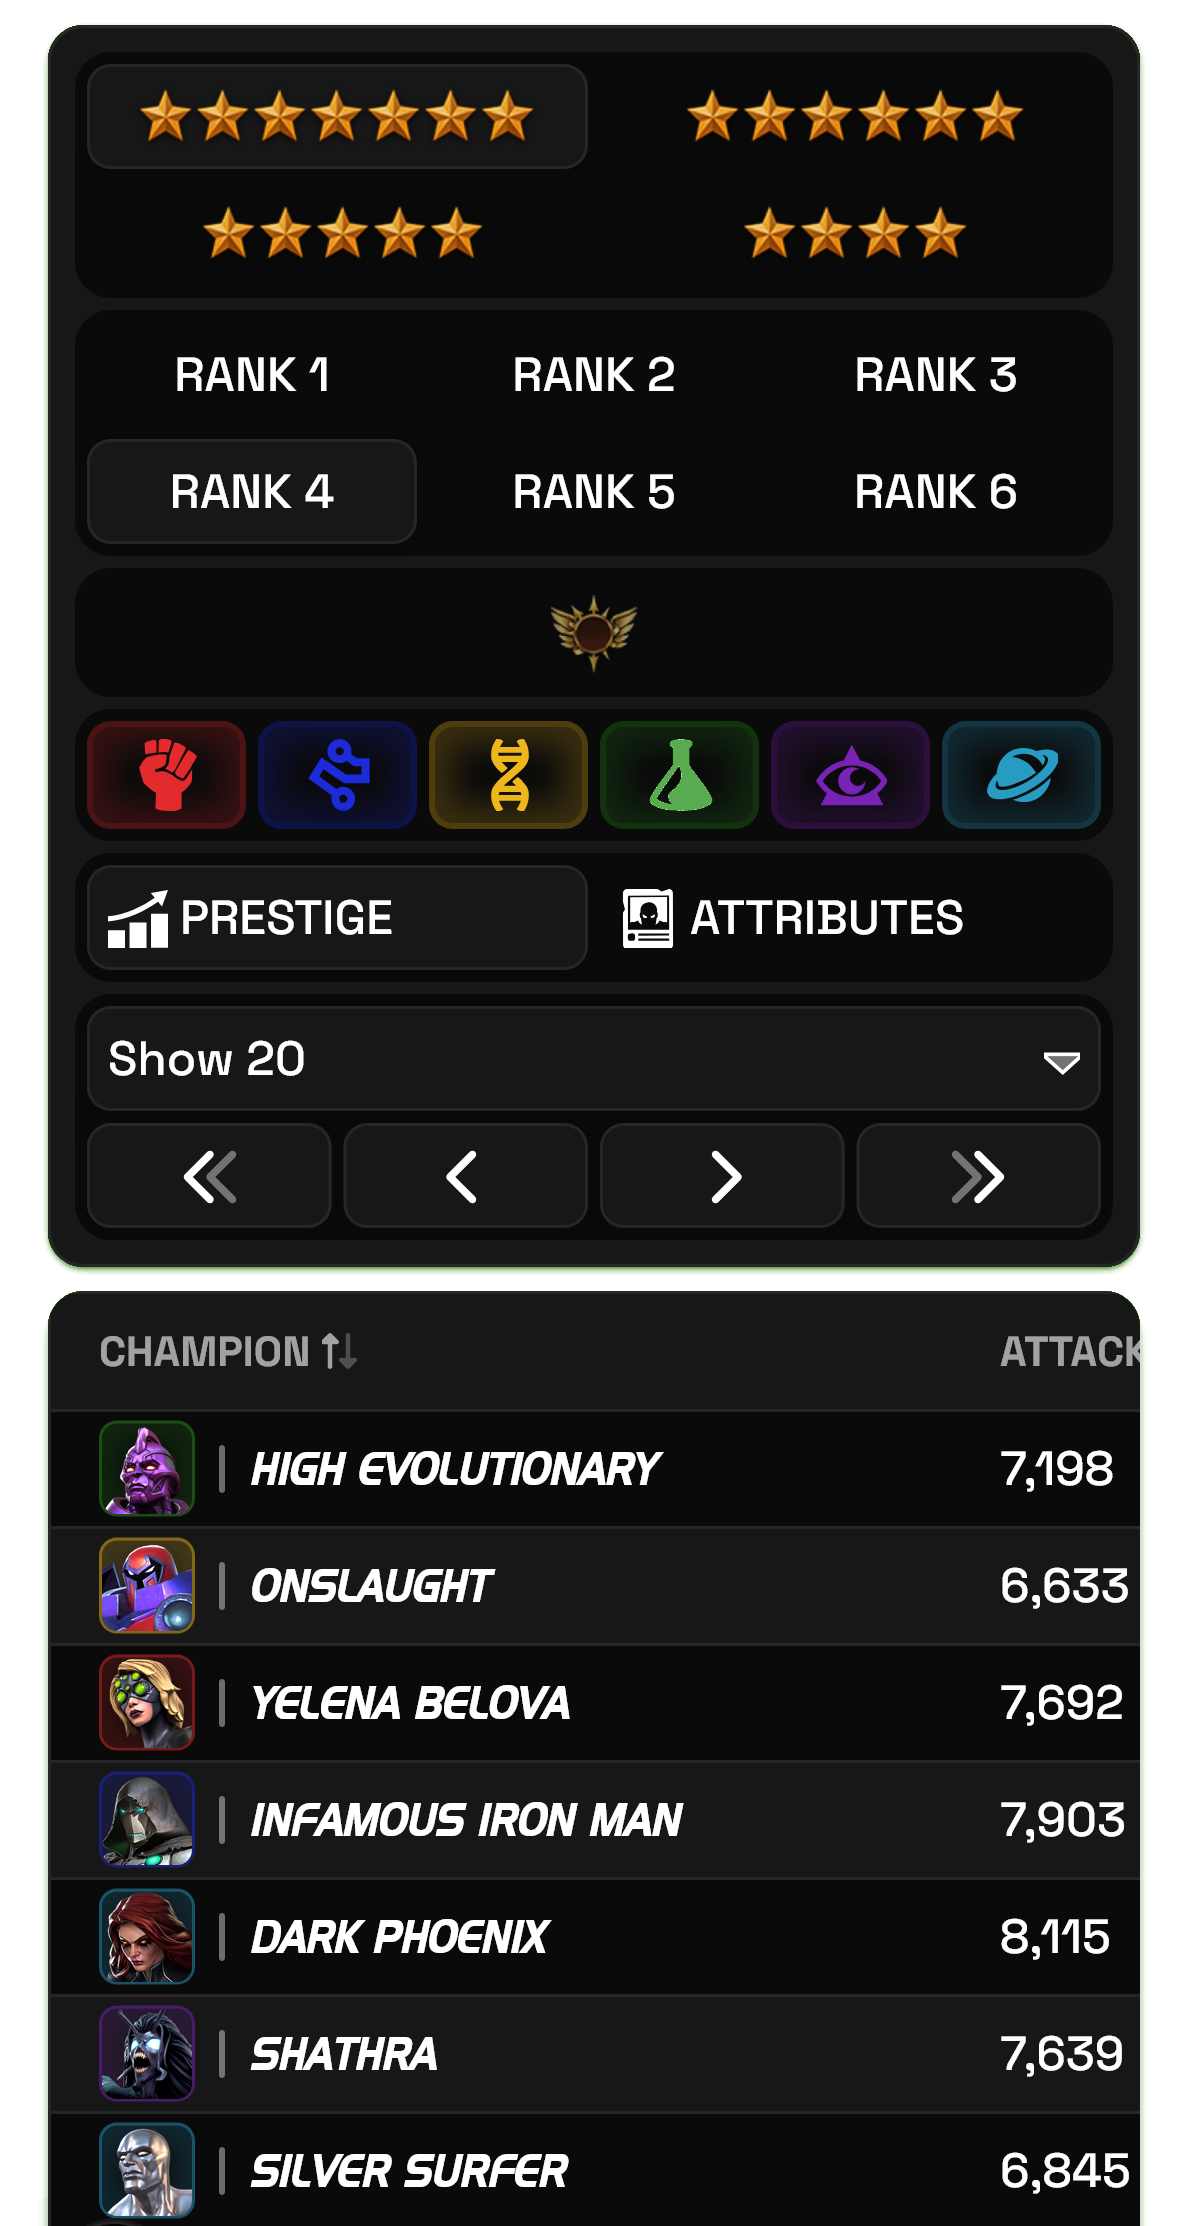 RANK 1 RANK 2 RANK 3
RANK 4 RANK 5 RANK 6
PRESTIGE ATTRIBUTES
Show 20
CHAMPION ATTACK
HIGH EVOLUTIONARY 7,198
ONSLAUGHT 6,633
YELENA BELOVA 7,692
INFAMOUS IRON MAN 7,903
DARK PHOENIX 8,115
SHATHRA 7,639
SILVER SURFER 6,845